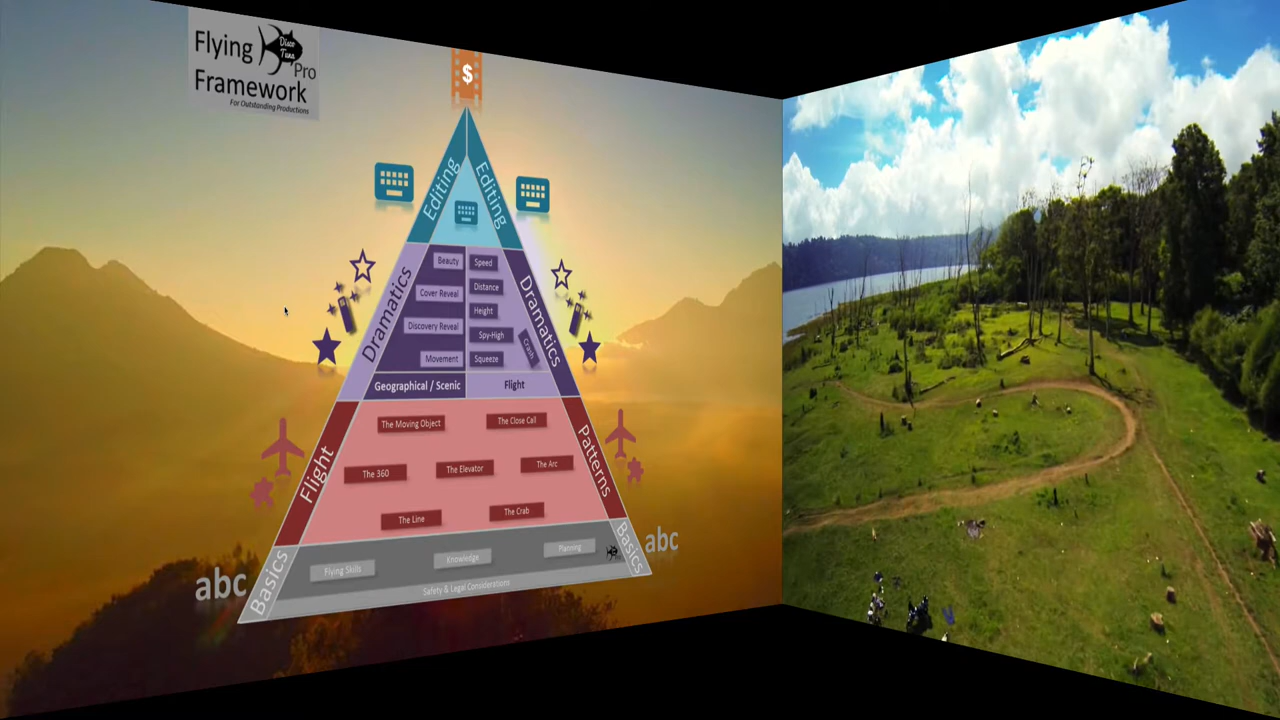 Flying
Disco
Tuna
Pro
Framework
For Outstanding Productions
$
Editing
Editing
Dramatics
Dramatics
Beauty
Speed
Cover Reveal
Distance
Height
Discovery Reveal
Spy-High
Crash
Movement
Squeeze
Geographical / Scenic
Flight
Flight
Patterns
The Moving Object
The Close Call
The 360
The Elevator
The Arc
The Line
The Crab
abc
Basics
Basics
abc
Flying Skills
Knowledge
Planning
Safety & Legal Considerations